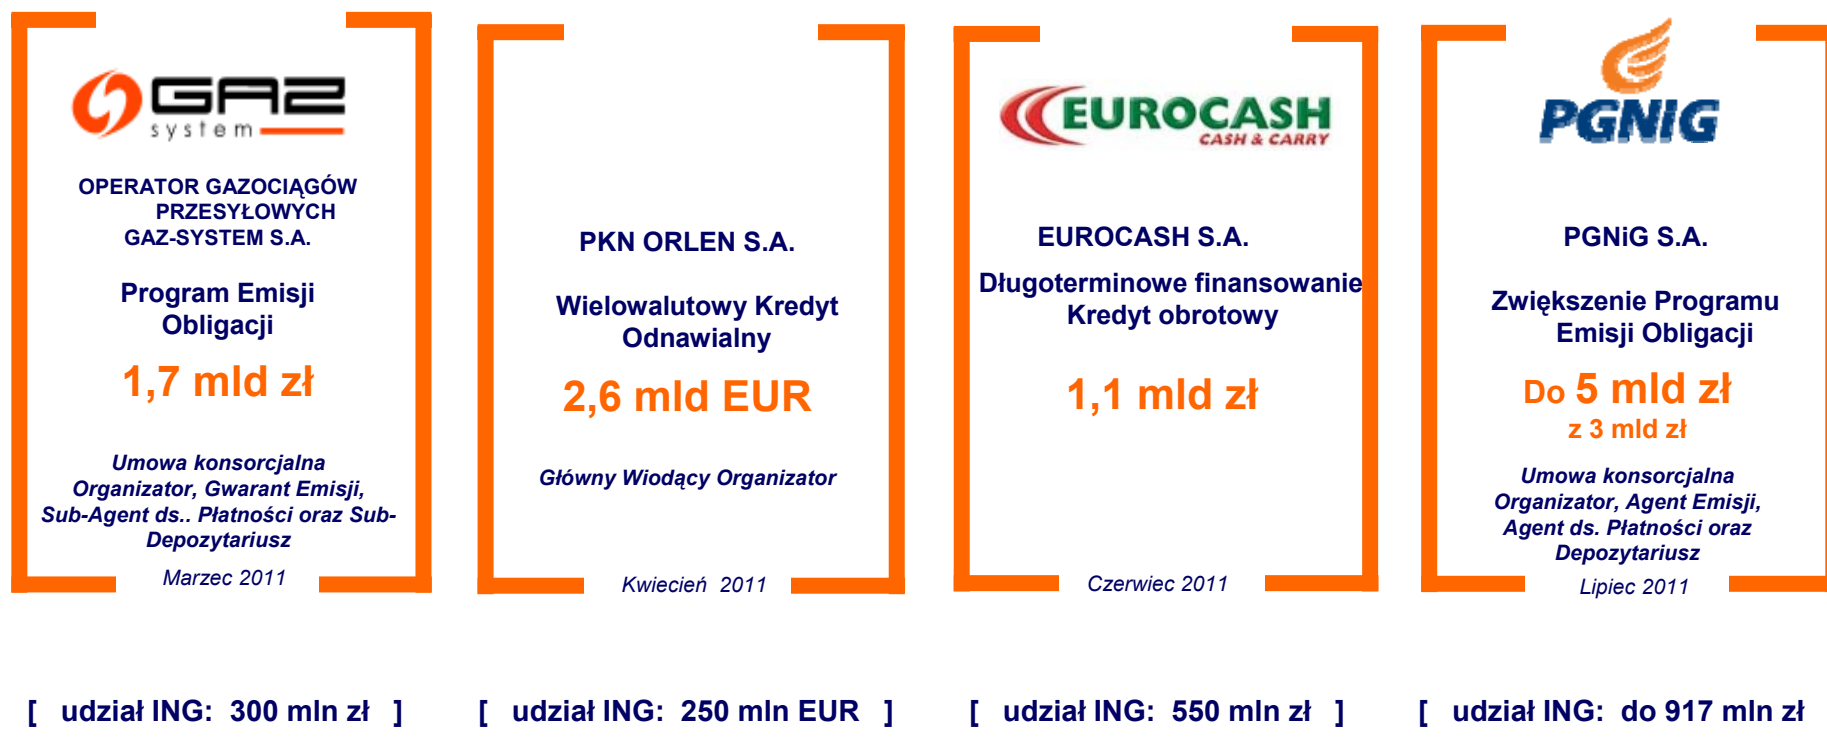 GAZ
system
OPERATOR GAZOCIĄGÓW
PRZESYŁOWYCH
GAZ-SYSTEM S.A.
Program Emisji
Obligacji
1,7 mld zł
Umowa konsorcjalna
Organizator, Gwarant Emisji,
Sub-Agent ds.. Płatności oraz Sub-
Depozytariusz
Marzec 2011
[ udział ING: 300 mln zł ]
PKN ORLEN S.A.
Wielowalutowy Kredyt
Odnawialny
2,6 mld EUR
Główny Wiodący Organizator
Kwiecień 2011
[ udział ING: 250 mln EUR ]
EUROCASH
CASH & CARRY
EUROCASH S.A.
Długoterminowe finansowanie
Kredyt obrotowy
1,1 mld zł
Czerwiec 2011
[ udział ING: 550 mln zł ]
PGNIG
PGNiG S.A.
Zwiększenie Programu
Emisji Obligacji
Do 5 mld zł
z 3 mld zł
Umowa konsorcjalna
Organizator, Agent Emisji,
Agent ds. Płatności oraz
Depozytariusz
Lipiec 2011
[ udział ING: do 917 mln zł